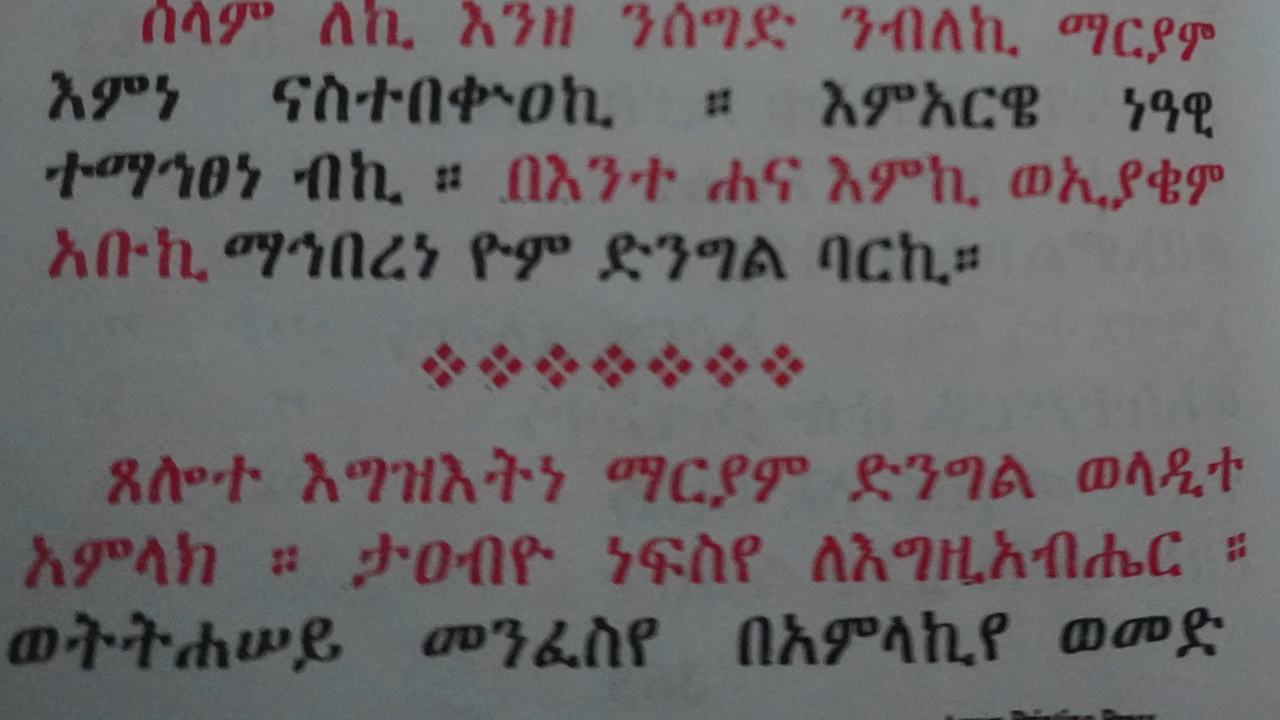 ሰላም ለኪ እንዘ ንሰግድ ንብለኪ ማርያም
እምነ ናስተበቍዐኪ ። እምአርዌ ነዓዊ
ተማኅፀነ ብኪ ። በእንተ ሐና እምኪ ወኢያቄም
አቡኪ ማኅበረነ ዮም ድንግል ባርኪ።
ጸሎተ እግዝእትነ ማርያም ድንግል ወላዲተ
አምላክ ። ታዐብዮ ነፍስየ ለእግዚአብሔር ።
ወትትሐሠይ መንፈስየ በአምላኪየ ወመድ